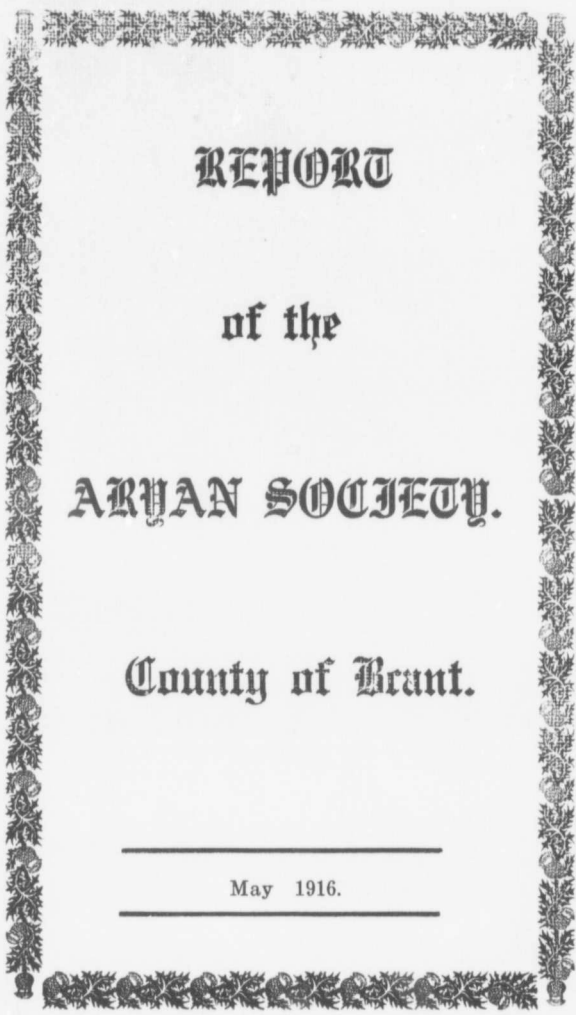 REPORT
of the
ARYAN SOCIETY.
County of Brant.
May 1916.